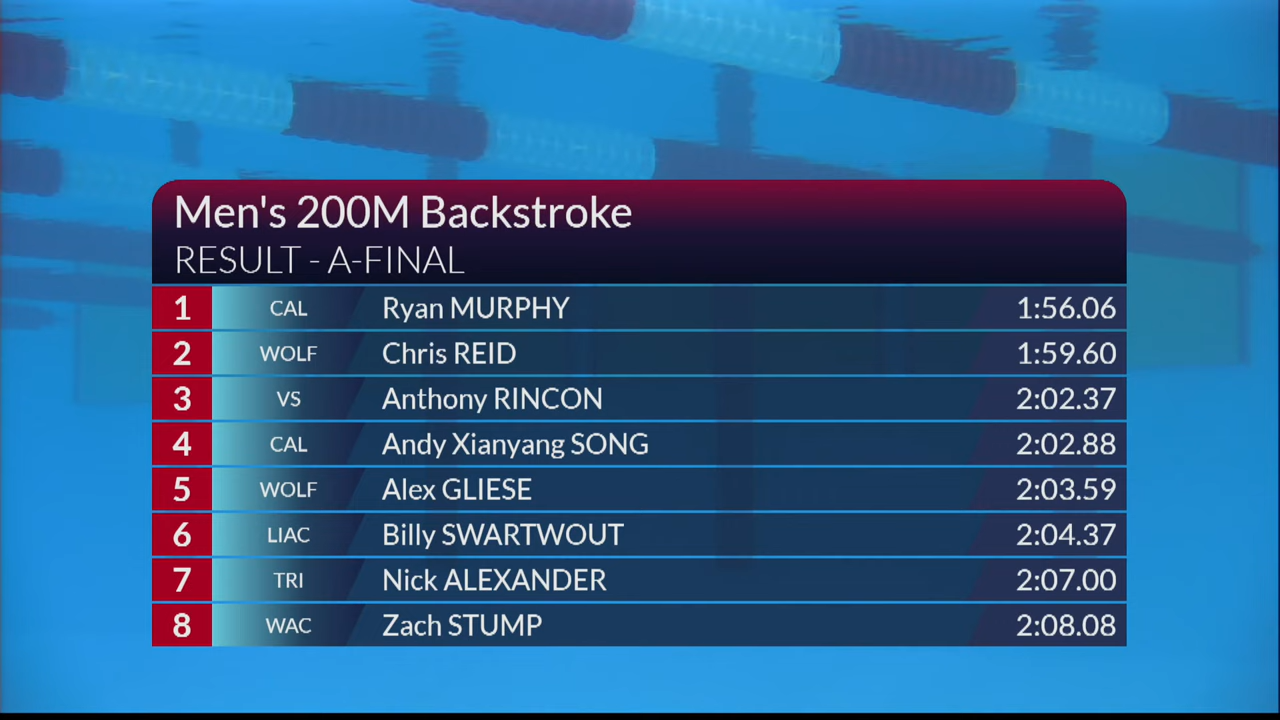 Men's 200M Backstroke
RESULT - A-FINAL
1 CAL Ryan MURPHY 1:56.06
2 WOLF Chris REID 1:59.60
3 VS Anthony RINCON 2:02.37
4 CAL Andy Xianyang SONG 2:02.88
5 WOLF Alex GLIESE 2:03.59
6 LIAC Billy SWARTWOUT 2:04.37
7 TRI Nick ALEXANDER 2:07.00
8 WAC Zach STUMP 2:08.08